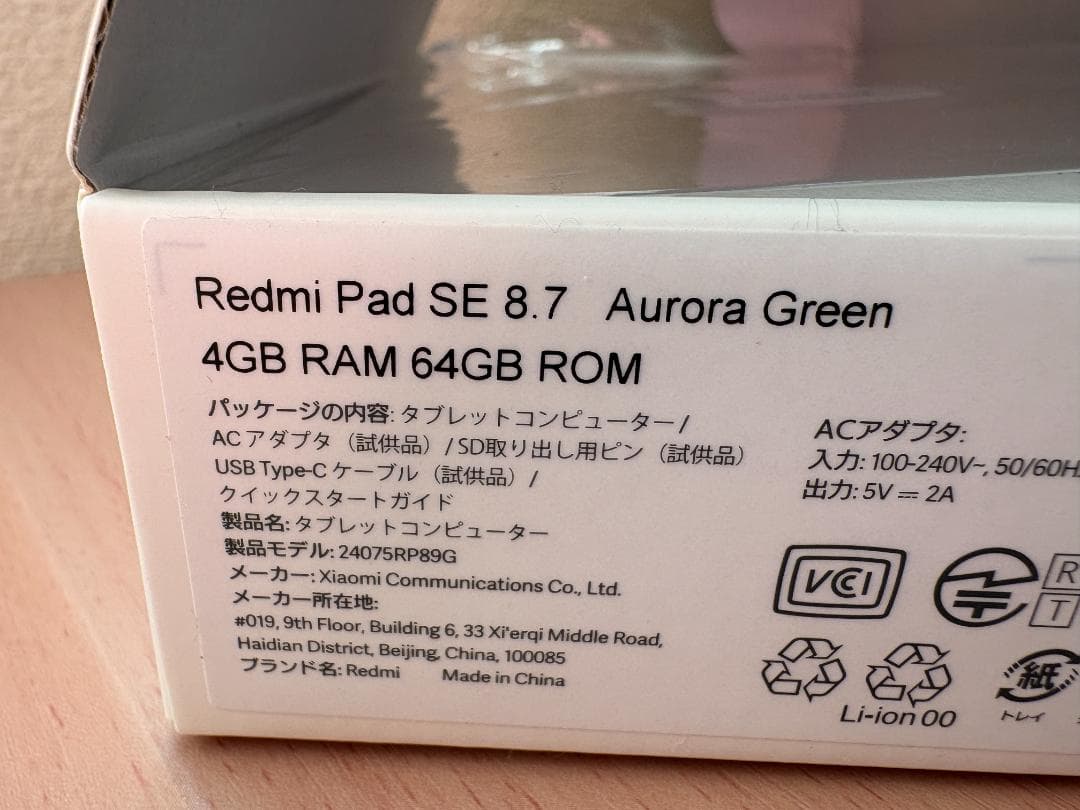 Redmi Pad SE 8.7 Aurora Green
4GB RAM 64GB ROM
パッケージの内容: タブレットコンピューター/
ACアダプタ（試供品）/SD取り出し用ピン（試供品）
USB Type-C ケーブル（試供品）/
クイックスタートガイド
製品名: タブレットコンピューター
製品モデル: 24075RP89G
メーカー: Xiaomi Communications Co., Ltd.
メーカー所在地:
#019, 9th Floor, Building 6, 33 Xi'erqi Middle Road,
Haidian District, Beijing, China, 100085
ブランド名: Redmi Made in China
ACアダプタ:
入力: 100-240V~, 50/60H
出力: 5V ⎓ 2A
VCCI
R
T
Li-ion 00
紙
トレイ